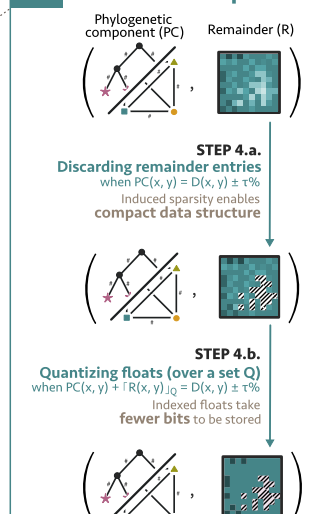 Phylogenetic
component (PC)
Remainder (R)
,
STEP 4.a.
Discarding remainder entries
when PC(x, y) = D(x, y) ± τ%
Induced sparsity enables
compact data structure
,
STEP 4.b.
Quantizing floats (over a set Q)
when PC(x, y) + ⌈R(x, y)⌋Q = D(x, y) ± τ%
Indexed floats take
fewer bits to be stored
,